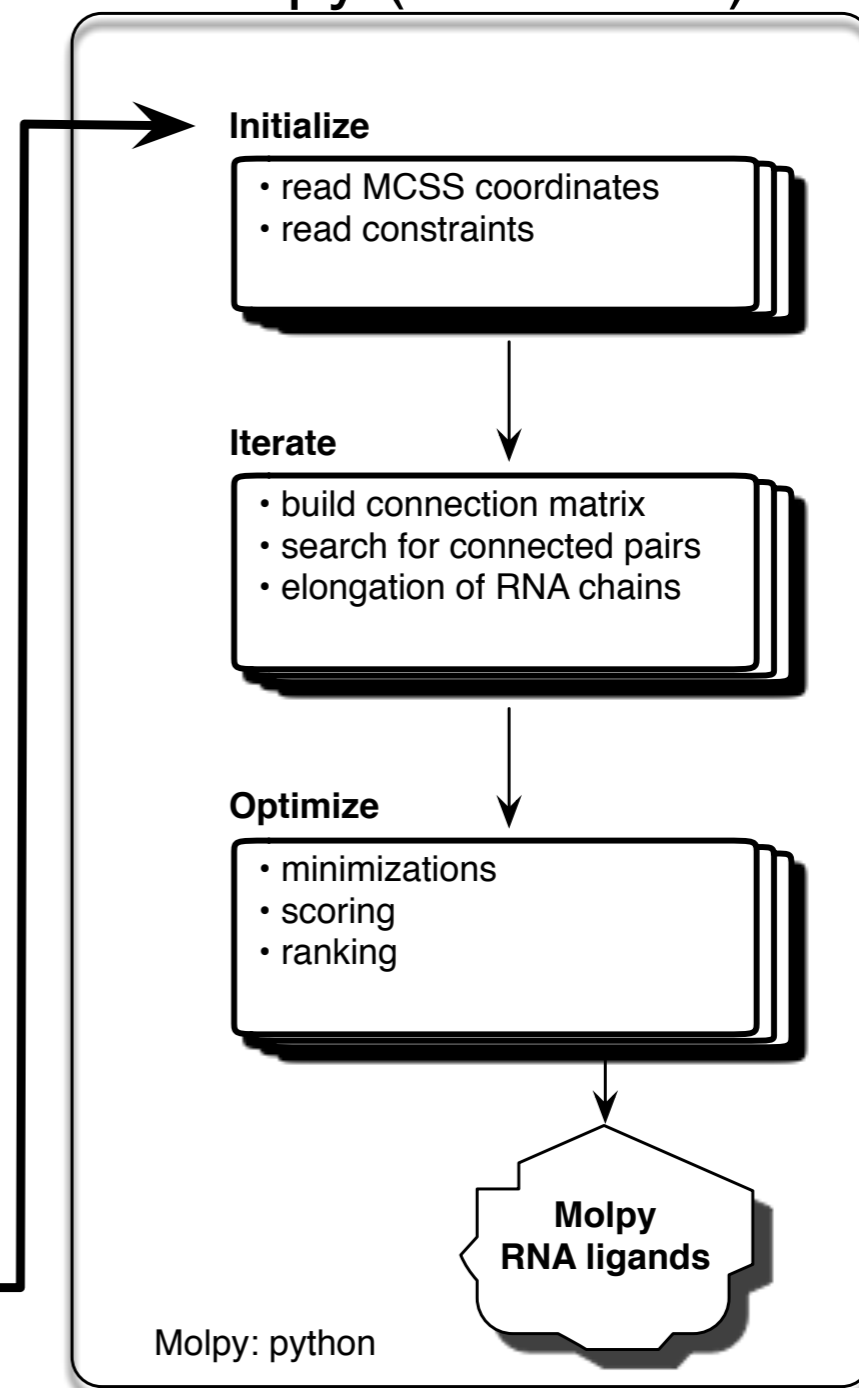 Initialize
• read MCSS coordinates
• read constraints
Iterate
• build connection matrix
• search for connected pairs
• elongation of RNA chains
Optimize
• minimizations
• scoring
• ranking
Molpy
RNA ligands
Molpy: python